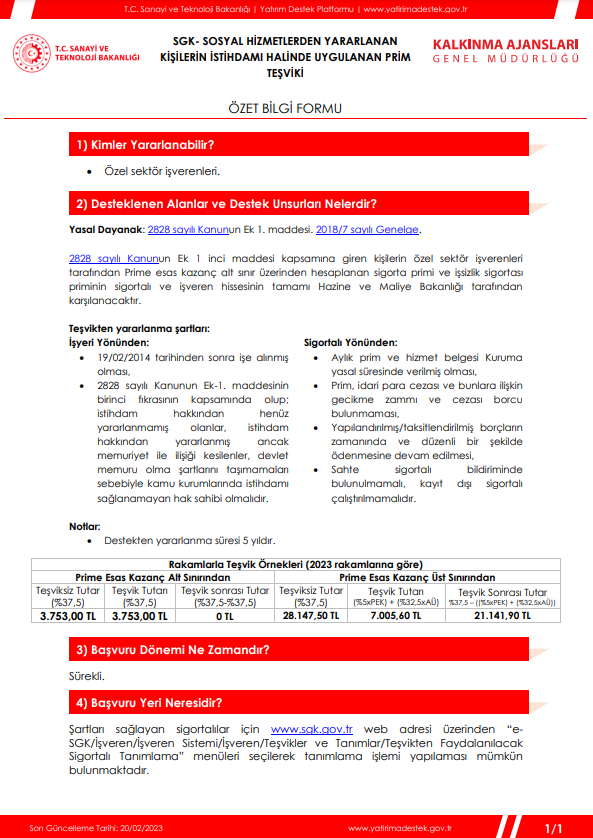 T.C. Sanayi ve Teknoloji Bakanlığı | Yatırım Destek Platformu | www.yatirimadestek.gov.tr
T.C. SANAYİ VE
TEKNOLOJİ BAKANLIĞI
SGK- SOSYAL HİZMETLERDEN YARARLANAN
KİŞİLERİN İSTİHDAMI HALİNDE UYGULANAN PRİM
TEŞVİKİ
KALKINMA AJANSLARI
GENEL MÜDÜRLÜĞÜ
ÖZET BİLGİ FORMU
1) Kimler Yararlanabilir?
• Özel sektör işverenleri.
2) Desteklenen Alanlar ve Destek Unsurları Nelerdir?
Yasal Dayanak: 2828 sayılı Kanunun Ek 1. maddesi. 2018/7 sayılı Genelge.
2828 sayılı Kanunun Ek 1 inci maddesi kapsamına giren kişilerin özel sektör işverenleri
tarafından Prime esas kazanç alt sınır üzerinden hesaplanan sigorta primi ve işsizlik sigortası
priminin sigortalı ve işveren hissesinin tamamı Hazine ve Maliye Bakanlığı tarafından
karşılanacaktır.
Teşvikten yararlanma şartları:
İşyeri Yönünden:
• 19/02/2014 tarihinden sonra işe alınmış
olması,
• 2828 sayılı Kanunun Ek-1. maddesinin
birinci fıkrasının kapsamında olup;
istihdam hakkından henüz
yararlanmamış olanlar, istihdam
hakkından yararlanmış ancak
memuriyet ile ilişiği kesilenler, devlet
memuru olma şartlarını taşımamaları
sebebiyle kamu kurumlarında istihdamı
sağlanamayan hak sahibi olmalıdır.
Sigortalı Yönünden:
• Aylık prim ve hizmet belgesi Kuruma
yasal süresinde verilmiş olması,
• Prim, idari para cezası ve bunlara ilişkin
gecikme zammı ve cezası borcu
bulunmaması,
• Yapılandırılmış/taksitlendirilmiş borçların
zamanında ve düzenli bir şekilde
ödenmesine devam edilmesi,
• Sahte sigortalı bildiriminde
bulunulmamalı, kayıt dışı sigortalı
çalıştırılmamalıdır.
Notlar:
• Destekten yararlanma süresi 5 yıldır.
Rakamlarla Teşvik Örnekleri (2023 rakamlarına göre)
Prime Esas Kazanç Alt Sınırından Prime Esas Kazanç Üst Sınırından
Teşviksiz Tutar Teşvik Tutarı Teşvik sonrası Tutar Teşviksiz Tutar Teşvik Tutarı Teşvik Sonrası Tutar
(%37,5) (%37,5) (%37,5-%37,5) (%37,5) (%5xPEK) + (%32,5xAÜ) %37,5 – ((%5xPEK) + (%32,5xAÜ))
3.753,00 TL 3.753,00 TL 0 TL 28.147,50 TL 7.005,60 TL 21.141,90 TL
3) Başvuru Dönemi Ne Zamandır?
Sürekli.
4) Başvuru Yeri Neresidir?
Şartları sağlayan sigortalılar için www.sgk.gov.tr web adresi üzerinden “e-
SGK/İşveren/İşveren Sistemi/İşveren/Teşvikler ve Tanımlar/Teşvikten Faydalanılacak
Sigortalı Tanımlama” menüleri seçilerek tanımlama işlemi yapılaması mümkün
bulunmaktadır.
Son Güncelleme Tarihi: 20/02/2023 www.yatirimadestek.gov.tr 1/1